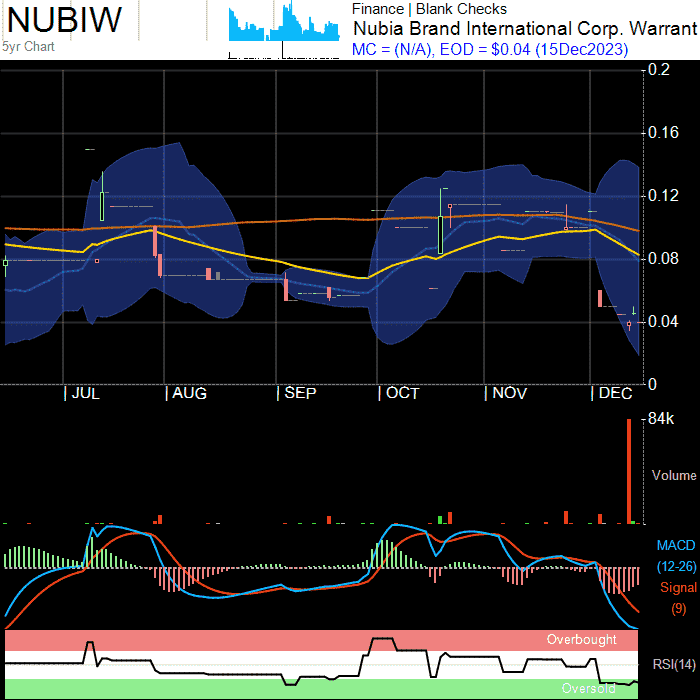 NUBIW
5yr Chart
Finance | Blank Checks
Nubia Brand International Corp. Warrant
MC = (N/A), EOD = $0.04 (15Dec2023)
0.2
0.16
0.12
0.08
0.04
0
JUL AUG SEP OCT NOV DEC
84k
Volume
MACD
(12-26)
Signal
(9)
Overbought
RSI(14)
Oversold